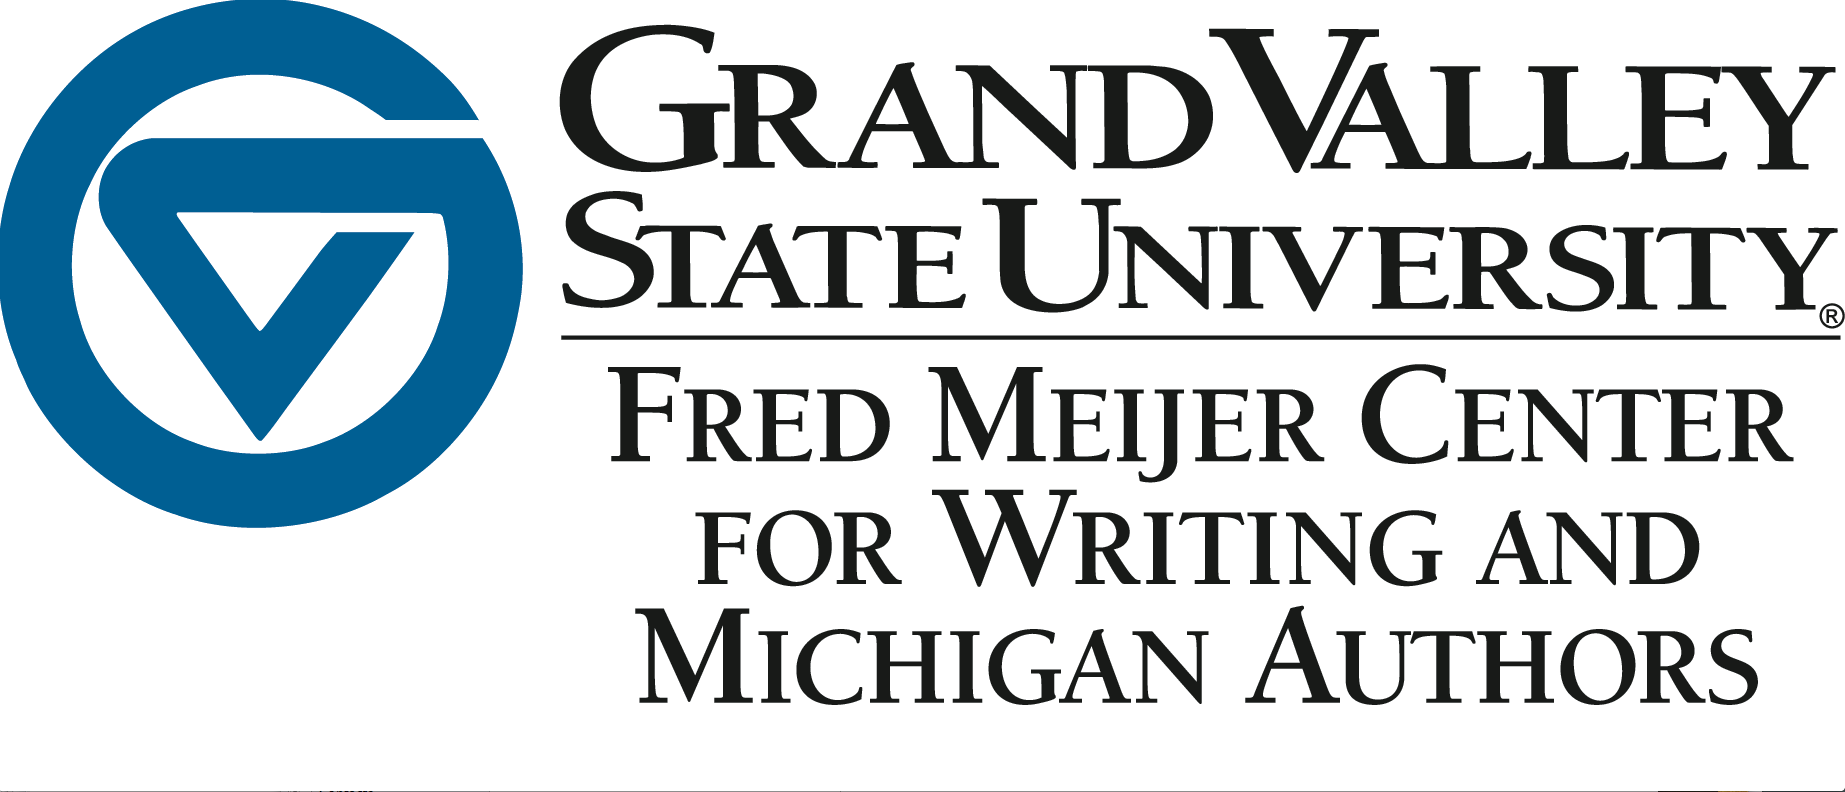 GRAND VALLEY
STATE UNIVERSITY®
FRED MEIJER CENTER
FOR WRITING AND
MICHIGAN AUTHORS